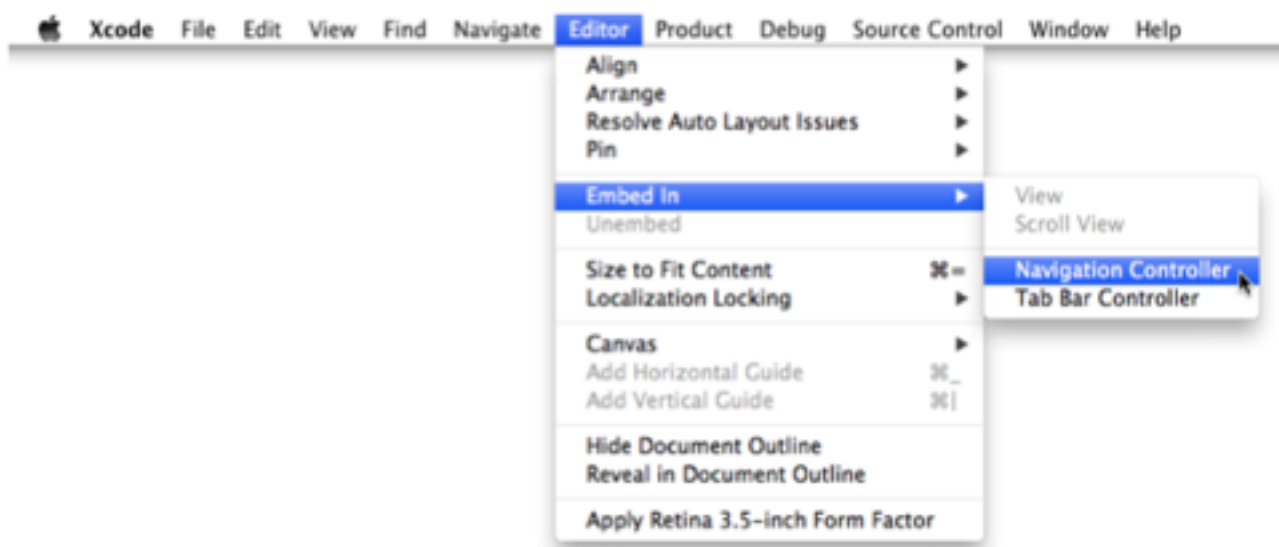 Xcode File Edit View Find Navigate Editor Product Debug Source Control Window Help
Align
Arrange
Resolve Auto Layout Issues
Pin
Embed In
Unembed
Size to Fit Content ⌘=
Localization Locking
Canvas
Add Horizontal Guide ⌘_
Add Vertical Guide ⌘|
Hide Document Outline
Reveal in Document Outline
Apply Retina 3.5-inch Form Factor
View
Scroll View
Navigation Controller
Tab Bar Controller